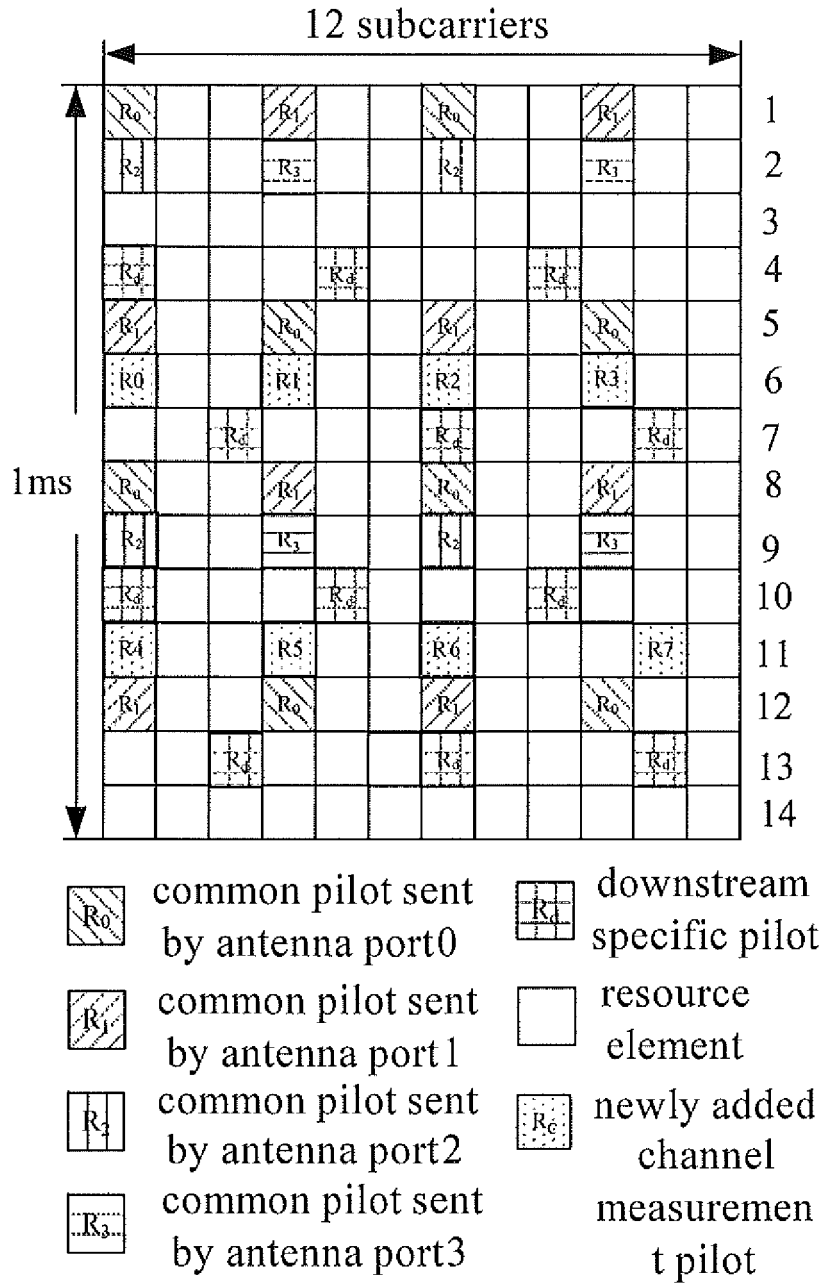 12 subcarriers
R0 R1 R0 R1 1
R2 R3 R2 R3 2
3
Rd Rd Rd 4
R1 R0 R1 R0 5
R0 R1 R2 R3 6
Rd Rd Rd 7
1ms
R0 R1 R0 R1 8
R2 R3 R2 R3 9
Rd Rd Rd 10
R4 R5 R6 R7 11
R1 R0 R1 R0 12
Rd Rd Rd 13
14
R0 common pilot sent
by antenna port0
R1 common pilot sent
by antenna port1
R2 common pilot sent
by antenna port2
R3 common pilot sent
by antenna port3
Rd downstream
specific pilot
resource
element
newly added
channel
measuremen
t pilot